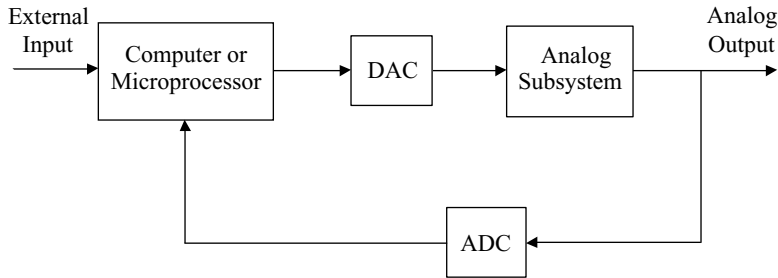 External
Input
Computer or
Microprocessor
DAC
Analog
Subsystem
Analog
Output
ADC